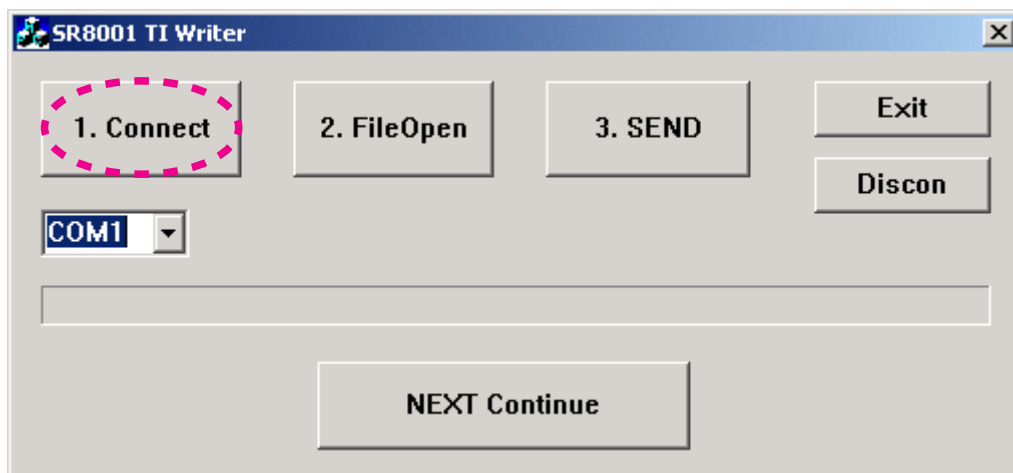 SR8001 TI Writer
1. Connect
2. FileOpen
3. SEND
Exit
Discon
COM1
NEXT Continue